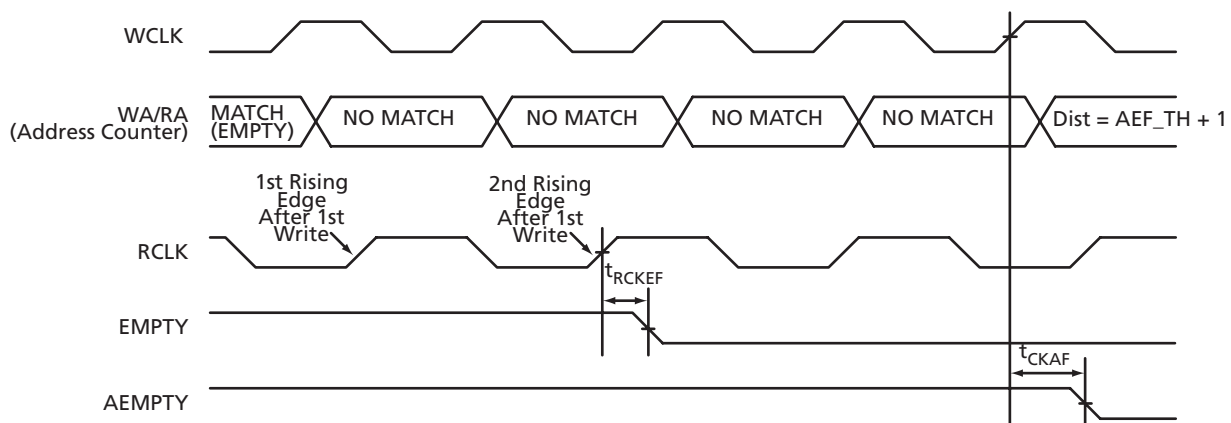 WCLK
WA/RA
(Address Counter)
MATCH
(EMPTY)
NO MATCH
NO MATCH
NO MATCH
NO MATCH
Dist = AEF_TH + 1
1st Rising
Edge
After 1st
Write
2nd Rising
Edge
After 1st
Write
RCLK
tRCKEF
EMPTY
tCKAF
AEMPTY